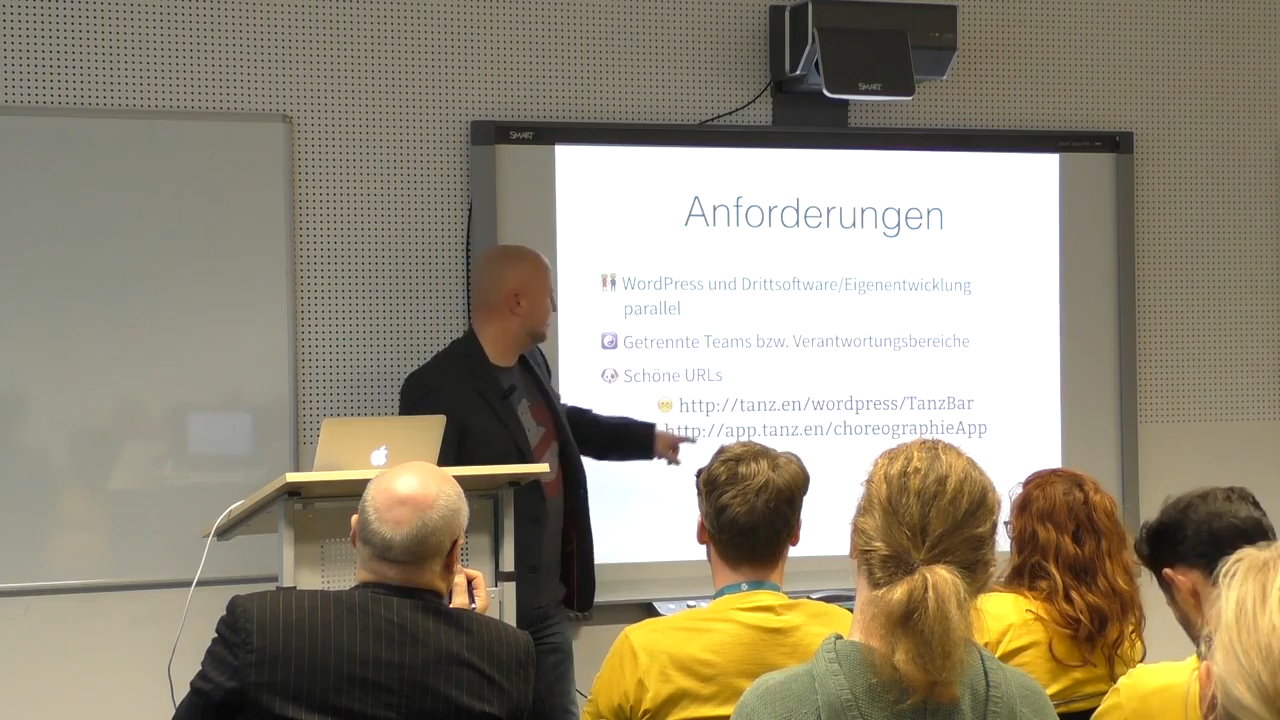 SMART
SMART
Anforderungen
WordPress und Drittsoftware/Eigenentwicklung
parallel
Getrennte Teams bzw. Verantwortungsbereiche
Schöne URLs
http://tanz.en/wordpress/TanzBar
http://app.tanz.en/choreographieApp